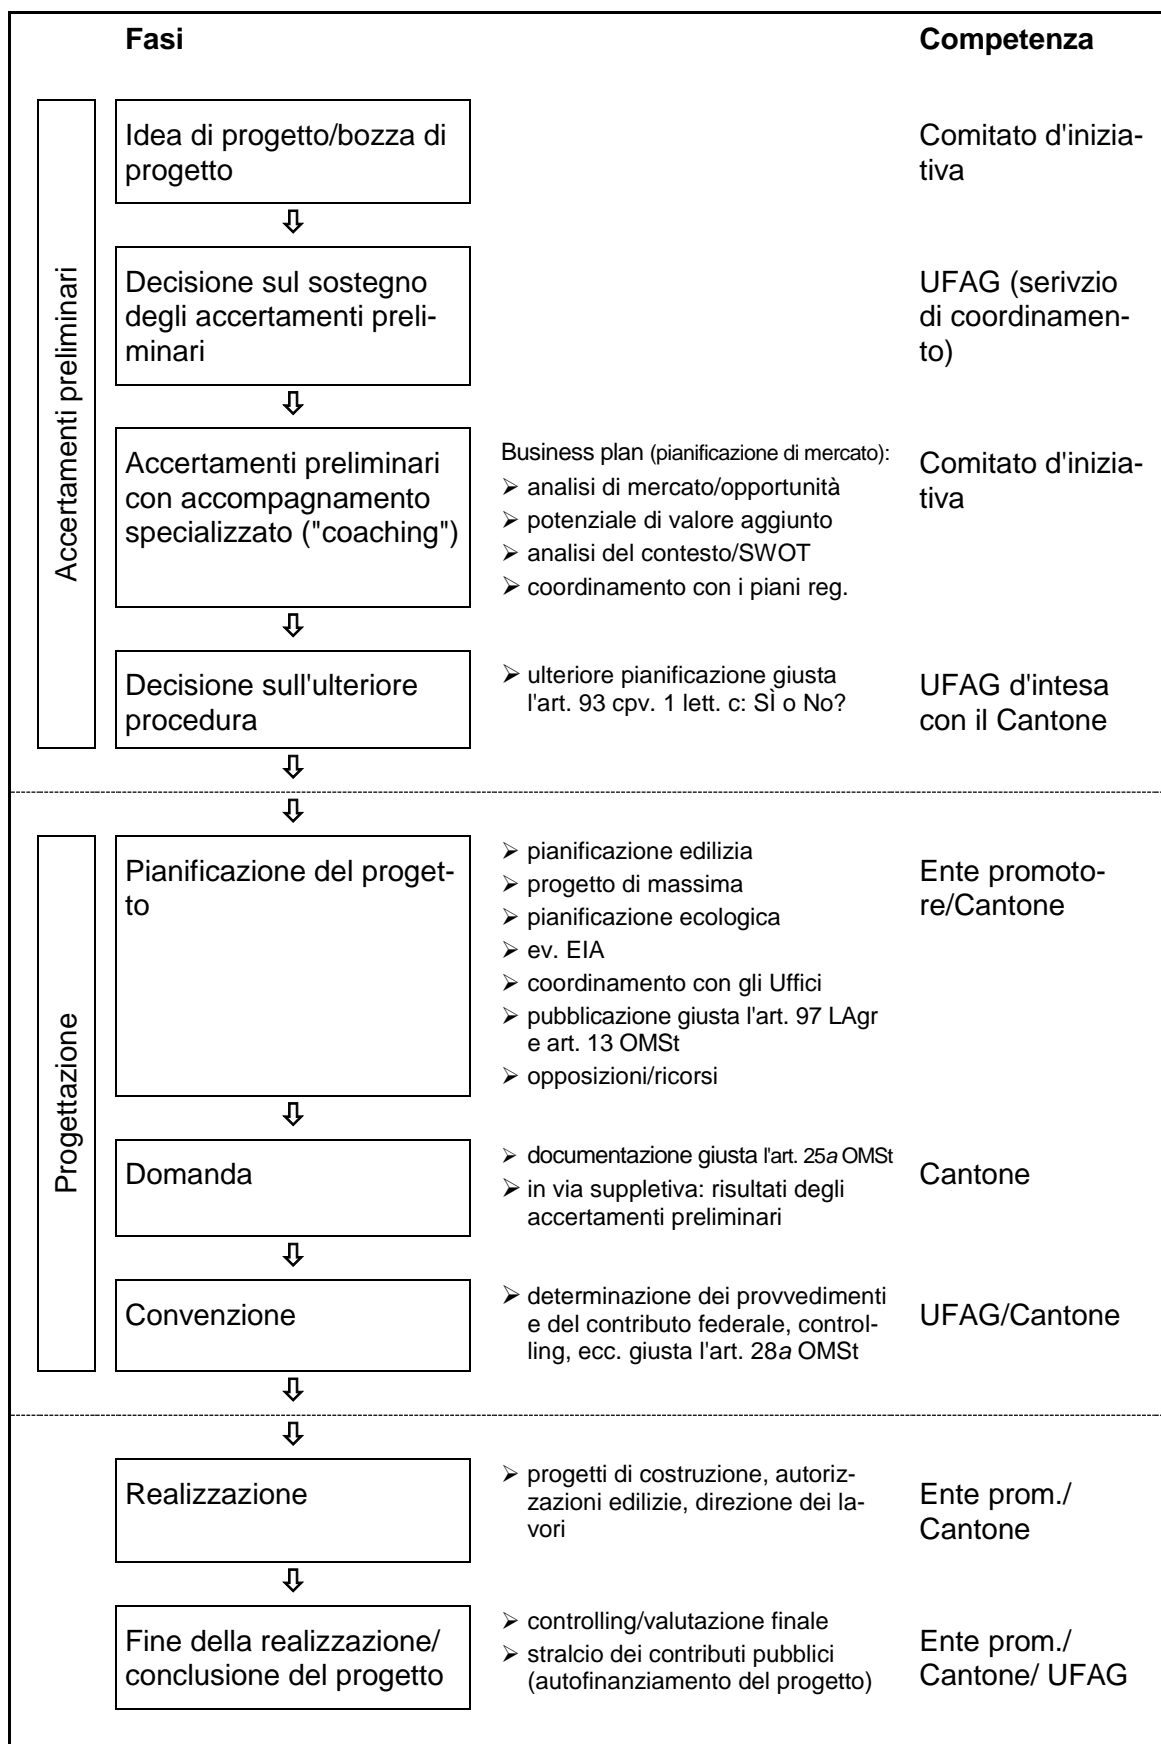 Fasi
Competenza
Accertamenti preliminari
Idea di progetto/bozza di
progetto
Comitato d'inizia-
tiva
Decisione sul sostegno
degli accertamenti preli-
minari
UFAG (serivzio
di coordinamen-
to)
Accertamenti preliminari
con accompagnamento
specializzato ("coaching")
Business plan (pianificazione di mercato):
➢ analisi di mercato/opportunità
➢ potenziale di valore aggiunto
➢ analisi del contesto/SWOT
➢ coordinamento con i piani reg.
Comitato d'inizia-
tiva
Decisione sull'ulteriore
procedura
➢ ulteriore pianificazione giusta
l'art. 93 cpv. 1 lett. c: SÌ o No?
UFAG d'intesa
con il Cantone
Progettazione
Pianificazione del proget-
to
➢ pianificazione edilizia
➢ progetto di massima
➢ pianificazione ecologica
➢ ev. EIA
➢ coordinamento con gli Uffici
➢ pubblicazione giusta l'art. 97 LAgr
e art. 13 OMSt
➢ opposizioni/ricorsi
Ente promoto-
re/Cantone
Domanda
➢ documentazione giusta l'art. 25a OMSt
➢ in via suppletiva: risultati degli
accertamenti preliminari
Cantone
Convenzione
➢ determinazione dei provvedimenti
e del contributo federale, control-
ling, ecc. giusta l'art. 28a OMSt
UFAG/Cantone
Realizzazione
➢ progetti di costruzione, autoriz-
zazioni edilizie, direzione dei la-
vori
Ente prom./
Cantone
Fine della realizzazione/
conclusione del progetto
➢ controlling/valutazione finale
➢ stralcio dei contributi pubblici
(autofinanziamento del progetto)
Ente prom./
Cantone/ UFAG